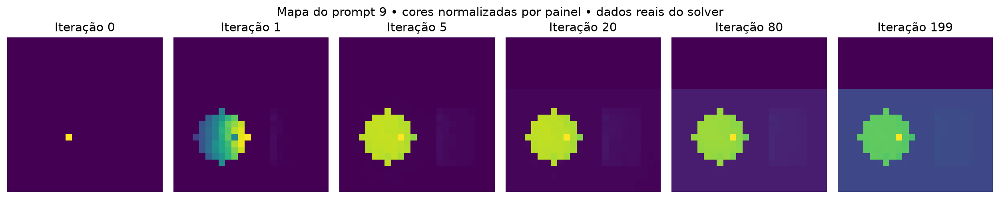 Mapa do prompt 9 • cores normalizadas por painel • dados reais do solver
Iteração 0
Iteração 1
Iteração 5
Iteração 20
Iteração 80
Iteração 199